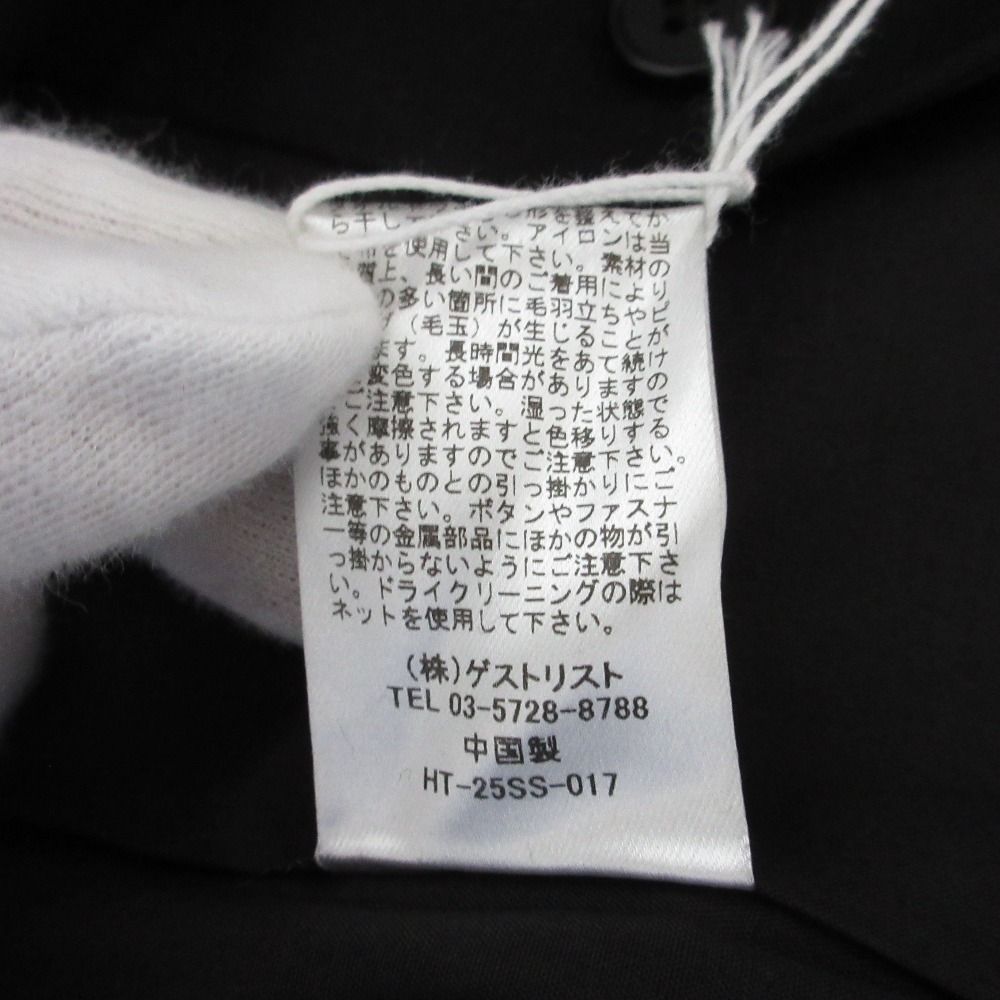 を使用して下さい。
上、長い間のご着用によりピ
の多い箇所に毛羽立ちやが
(毛玉)が生じることがけ
ます。長時間光をあて続の
変色する場合がありますで
ご注意下さい。湿った状態する
強く摩擦されますと色移りす。
事がありますのでご注意下さい。
ほかのものとの引っ掛かりにご
注意下さい。ボタンやファスナ
ー等の金属部品にほかの物が引
っ掛からないようにご注意下さ
い。ドライクリーニングの際は
ネットを使用して下さい。
(株)ゲストリスト
TEL 03-5728-8788
中国製
HT-25SS-017